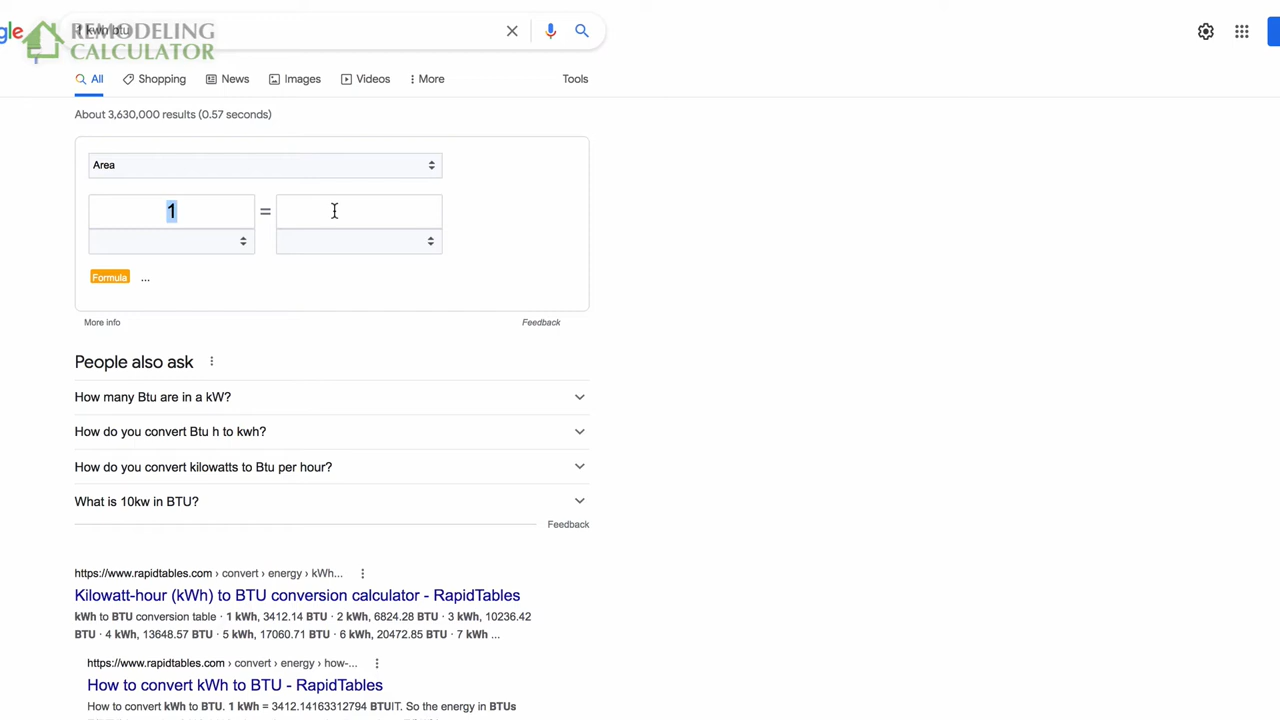 gle
1 kwh btu
REMODELING
CALCULATOR
All
Shopping
News
Images
Videos
More
Tools
About 3,630,000 results (0.57 seconds)
Area
1
=
Formula
...
More info
Feedback
People also ask
How many Btu are in a kW?
How do you convert Btu h to kwh?
How do you convert kilowatts to Btu per hour?
What is 10kw in BTU?
Feedback
https://www.rapidtables.com › convert › energy › kWh...
Kilowatt-hour (kWh) to BTU conversion calculator - RapidTables
kWh to BTU conversion table · 1 kWh, 3412.14 BTU · 2 kWh, 6824.28 BTU · 3 kWh, 10236.42
BTU · 4 kWh, 13648.57 BTU · 5 kWh, 17060.71 BTU · 6 kWh, 20472.85 BTU · 7 kWh ...
https://www.rapidtables.com › convert › energy › how-...
How to convert kWh to BTU - RapidTables
How to convert kWh to BTU. 1 kWh = 3412.14163312794 BTUIT. So the energy in BTUs